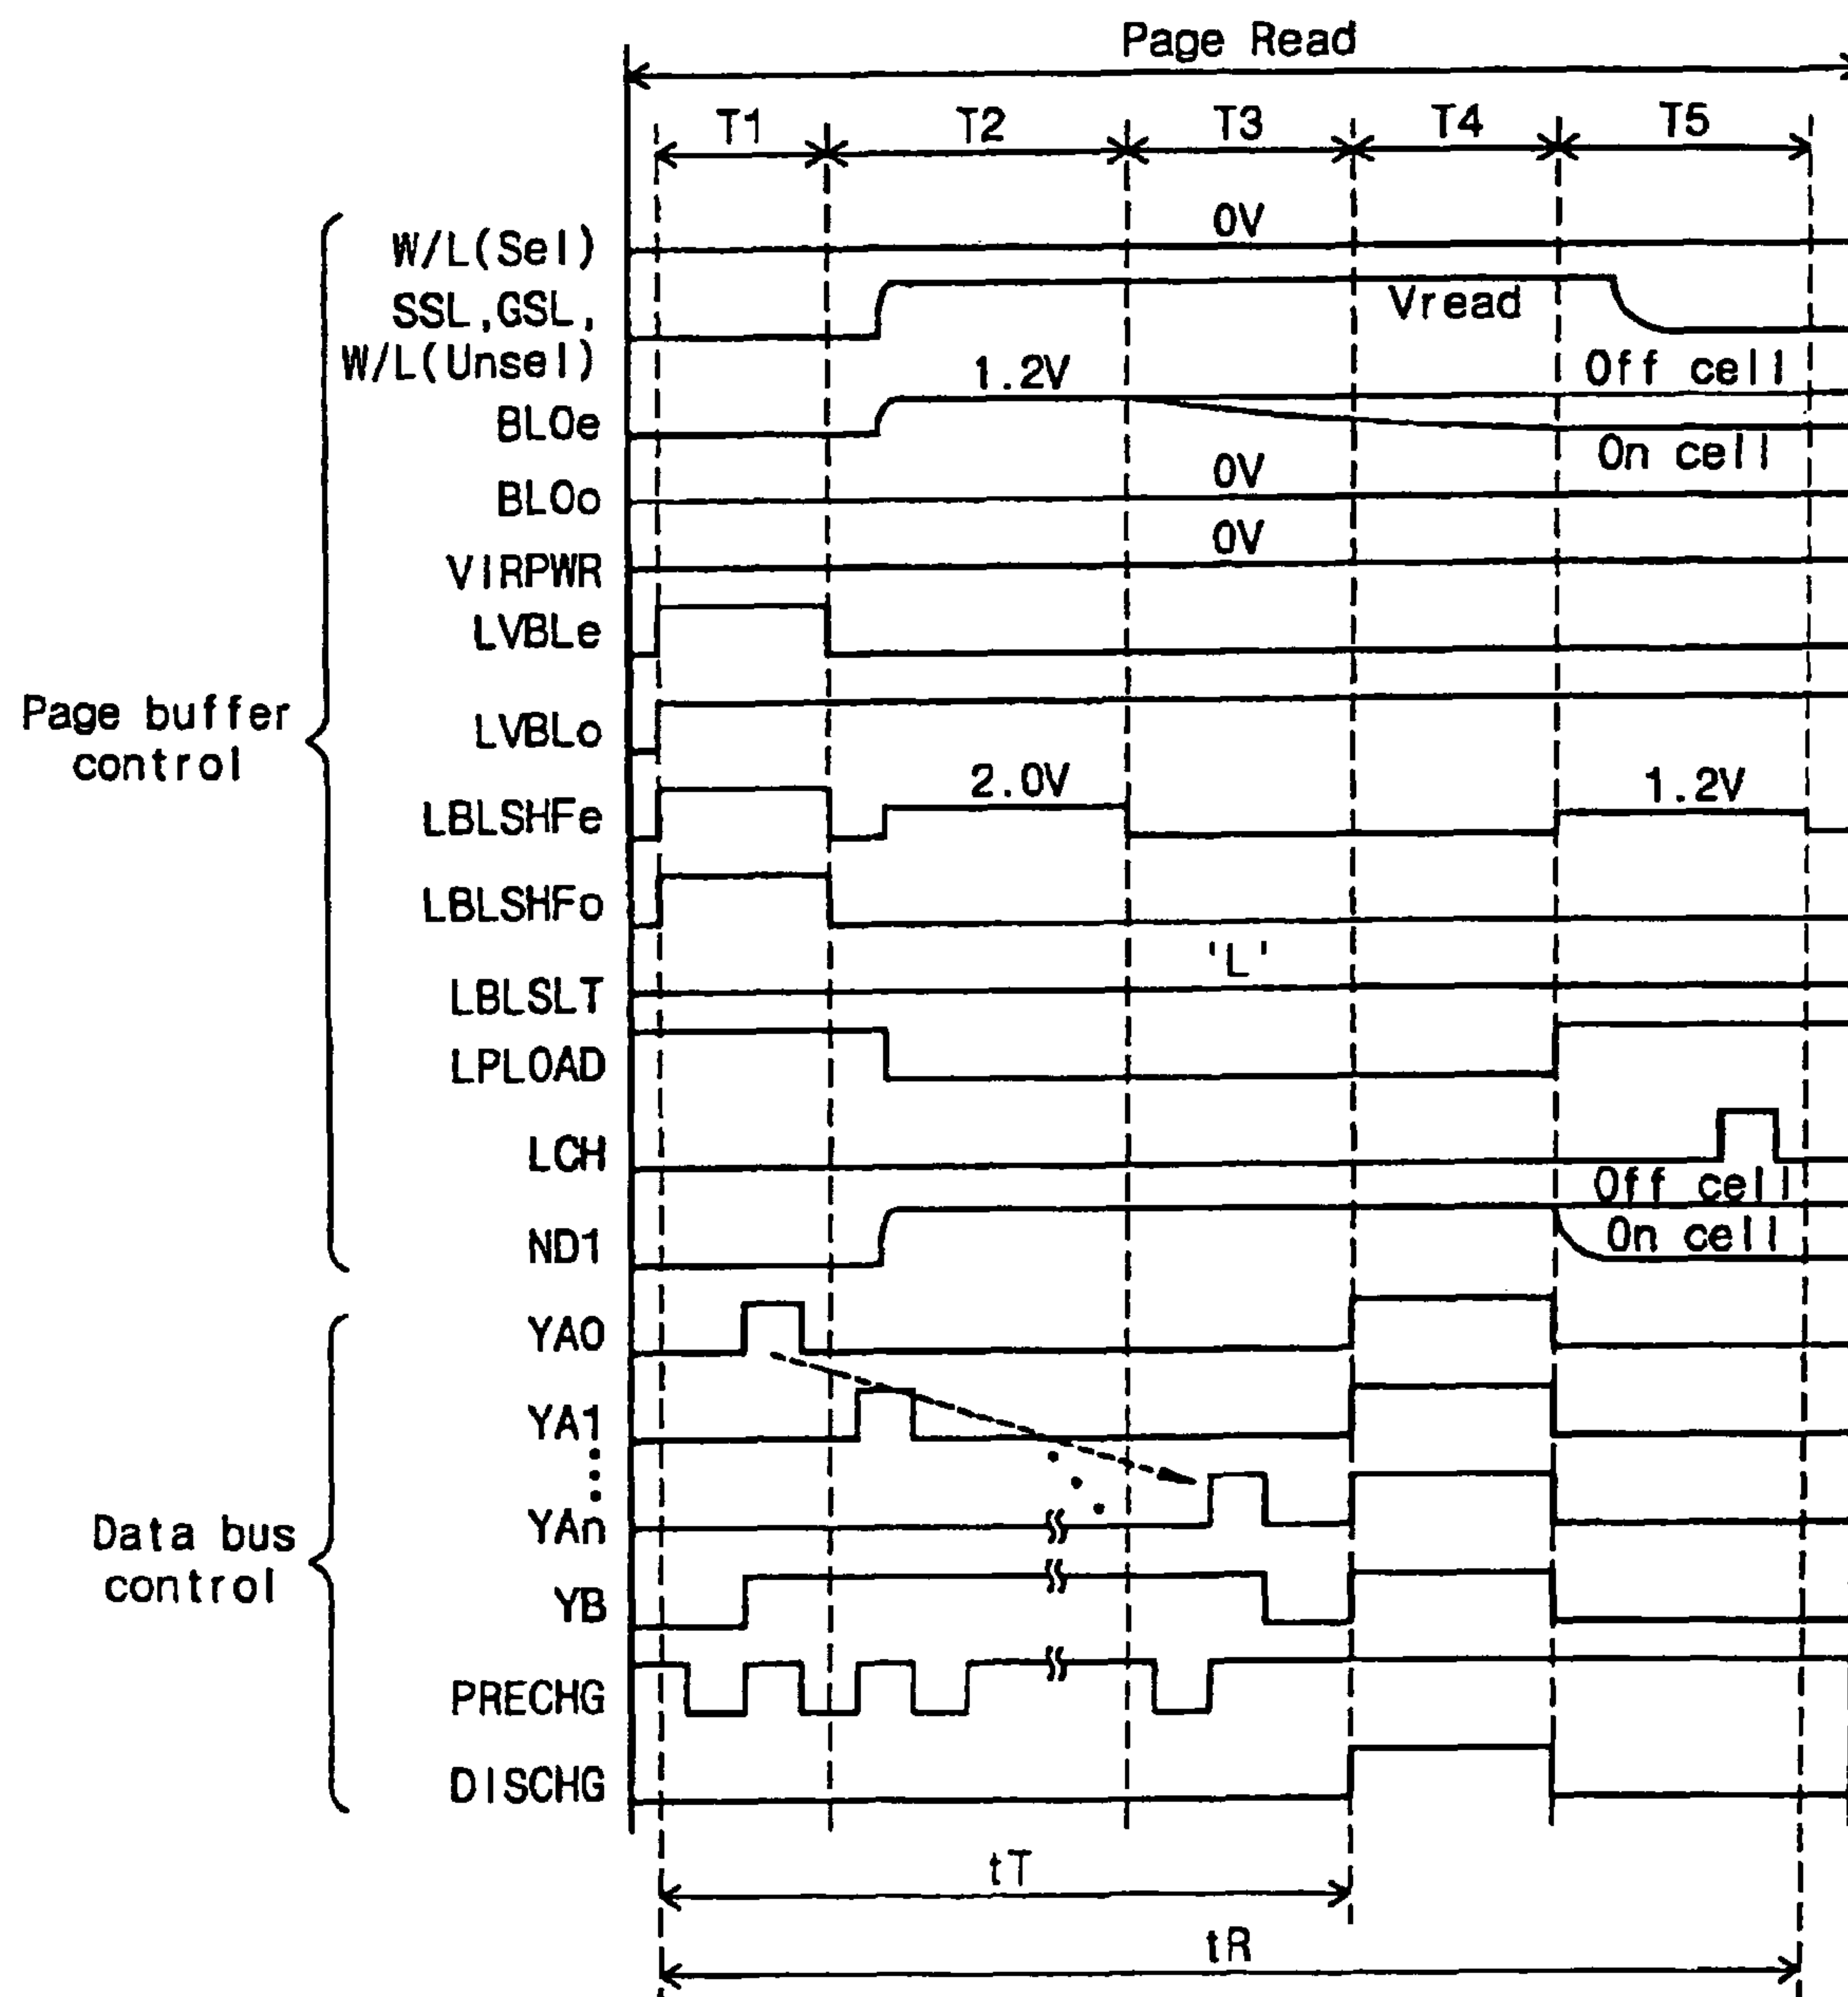 Page Read
T1 T2 T3 T4 T5
W/L(Sel) 0V
SSL,GSL,
W/L(Unsel) Vread
BL0e 1.2V Off cell
On cell
BL0o 0V
VIRPWR 0V
LVBLe
LVBLo
Page buffer
control
LBLSHFe 2.0V 1.2V
LBLSHFo
LBLSLT 'L'
LPLOAD
LCH
ND1 Off cell
On cell
YA0
YA1
YAn
Data bus
control
YB
PRECHG
DISCHG
tT
tR